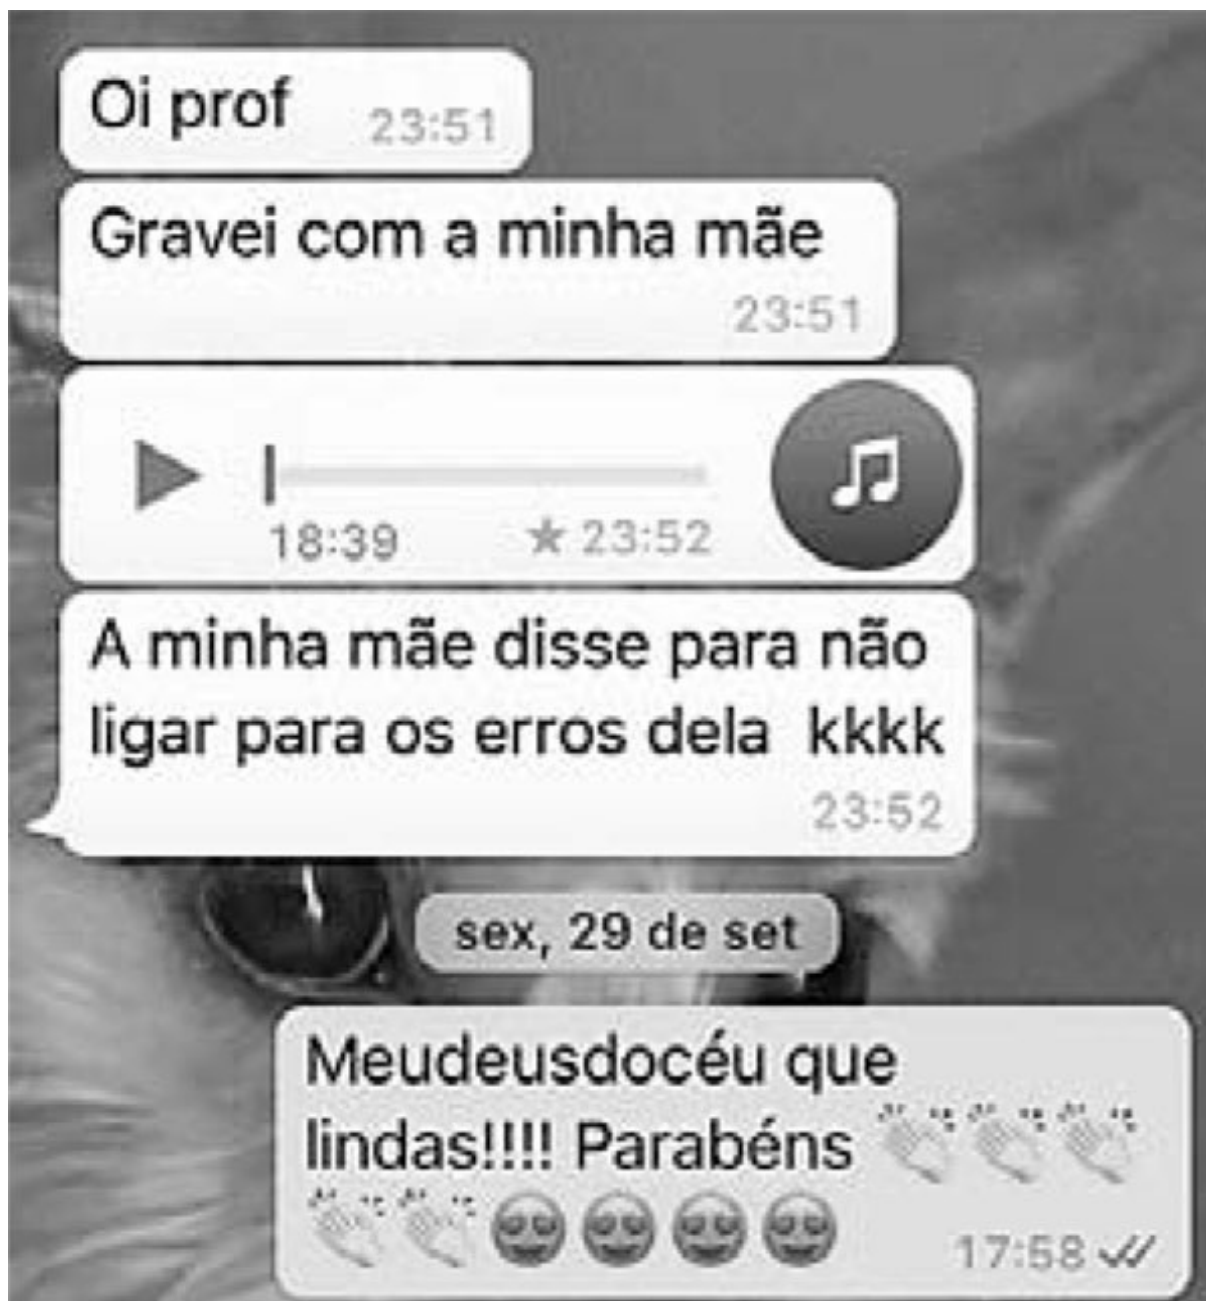 Oi prof 23:51
Gravei com a minha mãe
23:51
18:39 ★ 23:52
A minha mãe disse para não
ligar para os erros dela kkkk
23:52
sex, 29 de set
Meudeusdocéu que
lindas!!!! Parabéns 👏👏👏
👏👏😍😍😍😍 17:58